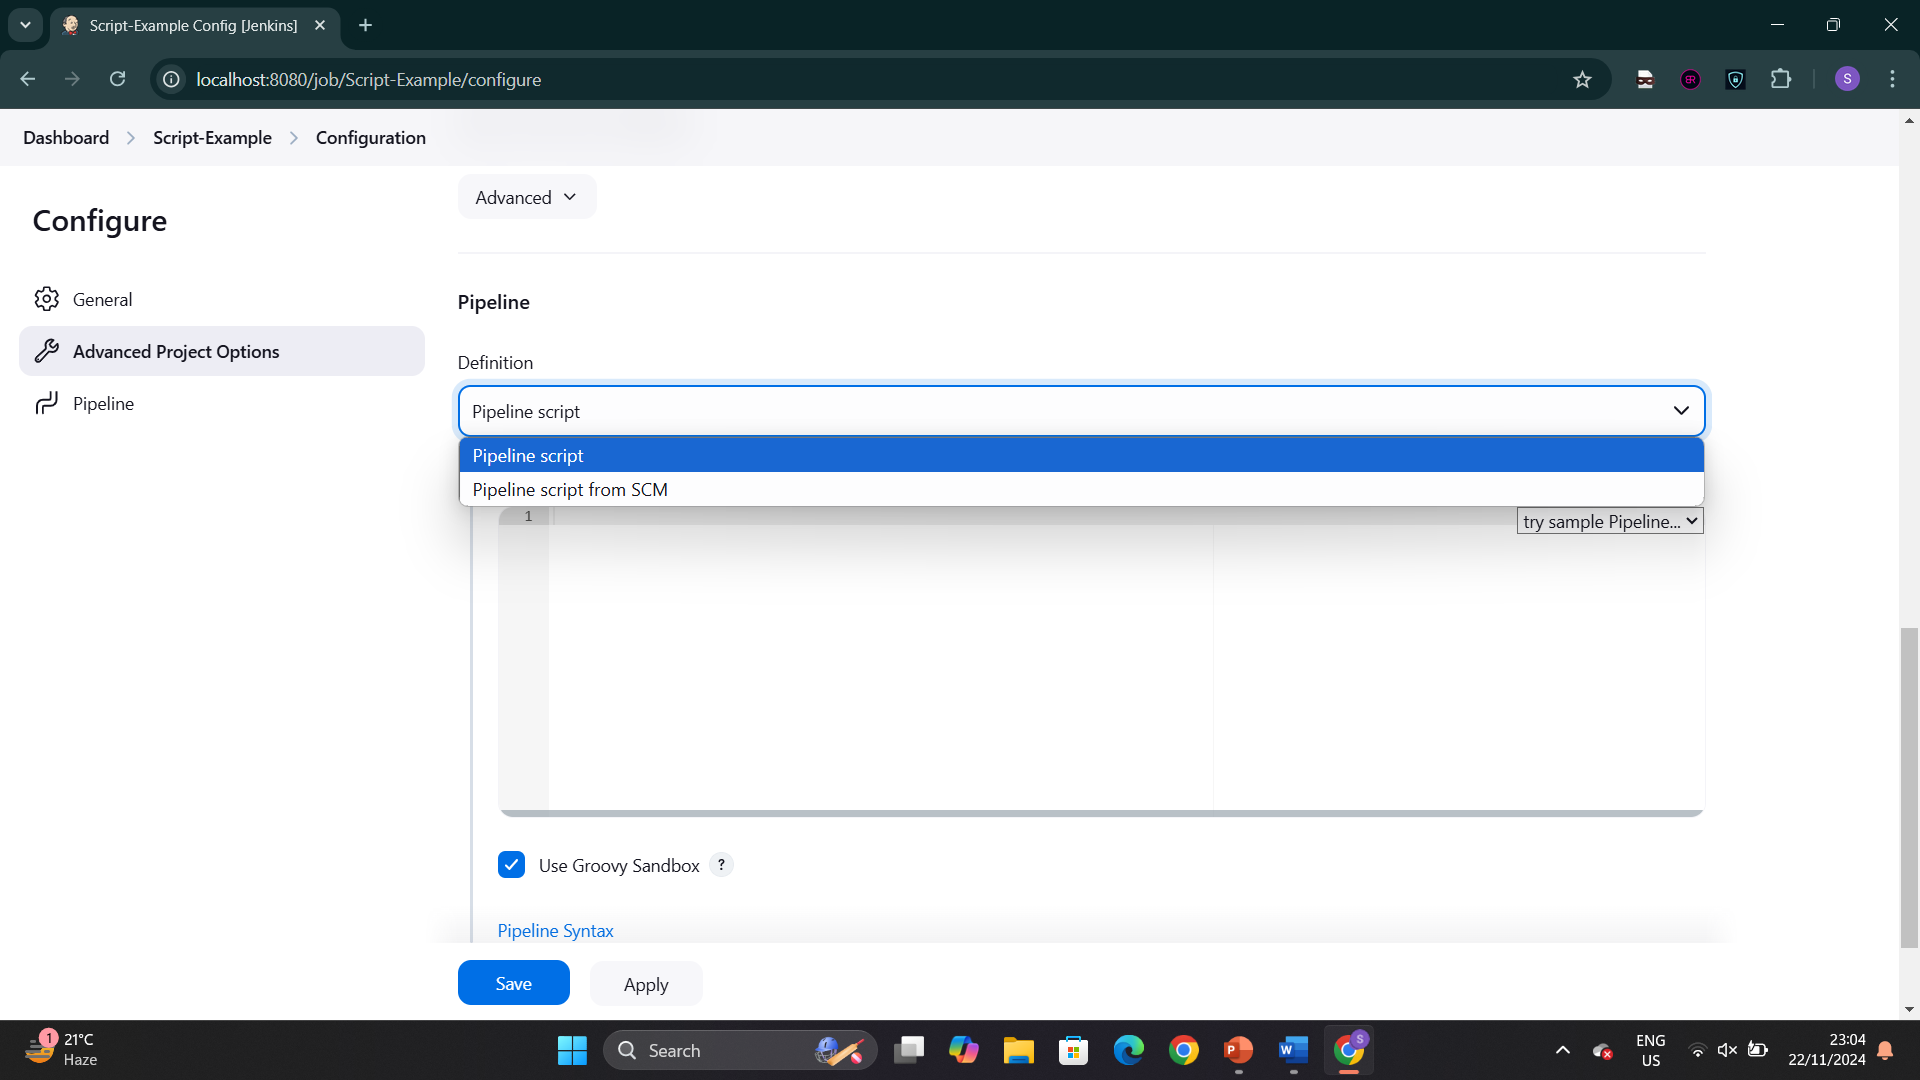 Script-Example Config [Jenkins]
localhost:8080/job/Script-Example/configure
S
Dashboard
Script-Example
Configuration
Configure
General
Advanced Project Options
Pipeline
Advanced
Pipeline
Definition
Pipeline script
Pipeline script
Pipeline script from SCM
1
try sample Pipeline...
Use Groovy Sandbox
?
Pipeline Syntax
Save
Apply
1
21°C
Haze
Search
P
W
S
ENG
US
23:04
22/11/2024